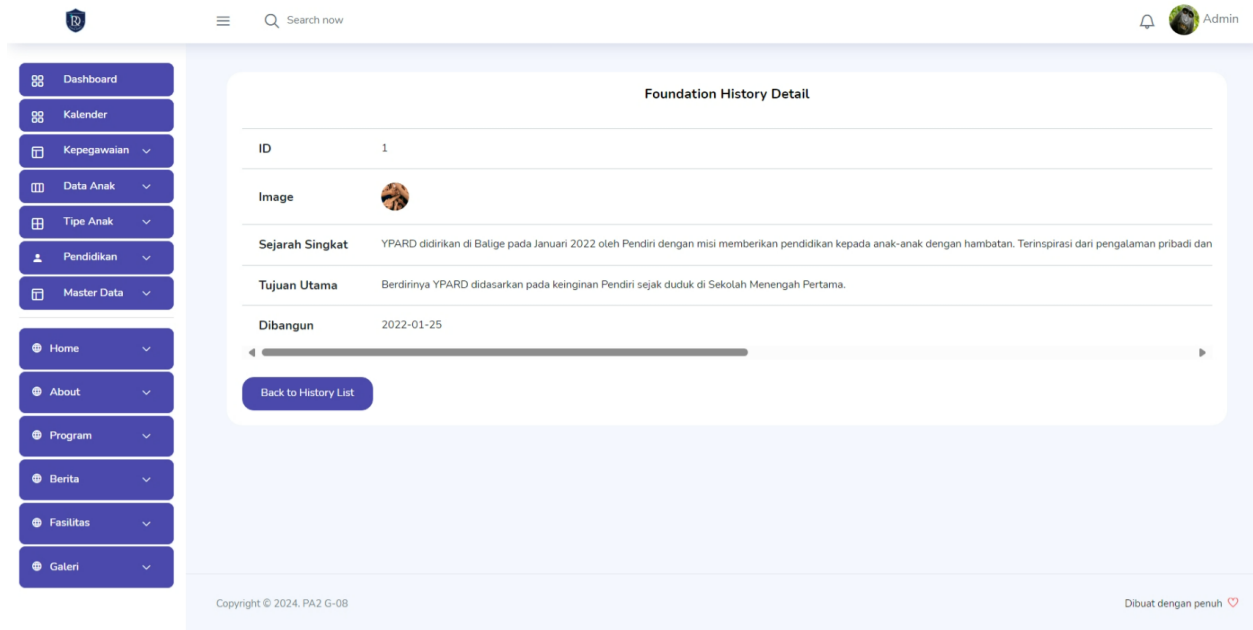 Search now
Admin
Dashboard
Kalender
Kepegawaian
Data Anak
Tipe Anak
Pendidikan
Master Data
Home
About
Program
Berita
Fasilitas
Galeri
Foundation History Detail
ID 1
Image
Sejarah Singkat YPARD didirikan di Balige pada Januari 2022 oleh Pendiri dengan misi memberikan pendidikan kepada anak-anak dengan hambatan. Terinspirasi dari pengalaman pribadi dan
Tujuan Utama Berdirinya YPARD didasarkan pada keinginan Pendiri sejak duduk di Sekolah Menengah Pertama.
Dibangun 2022-01-25
Back to History List
Copyright © 2024. PA2 G-08
Dibuat dengan penuh